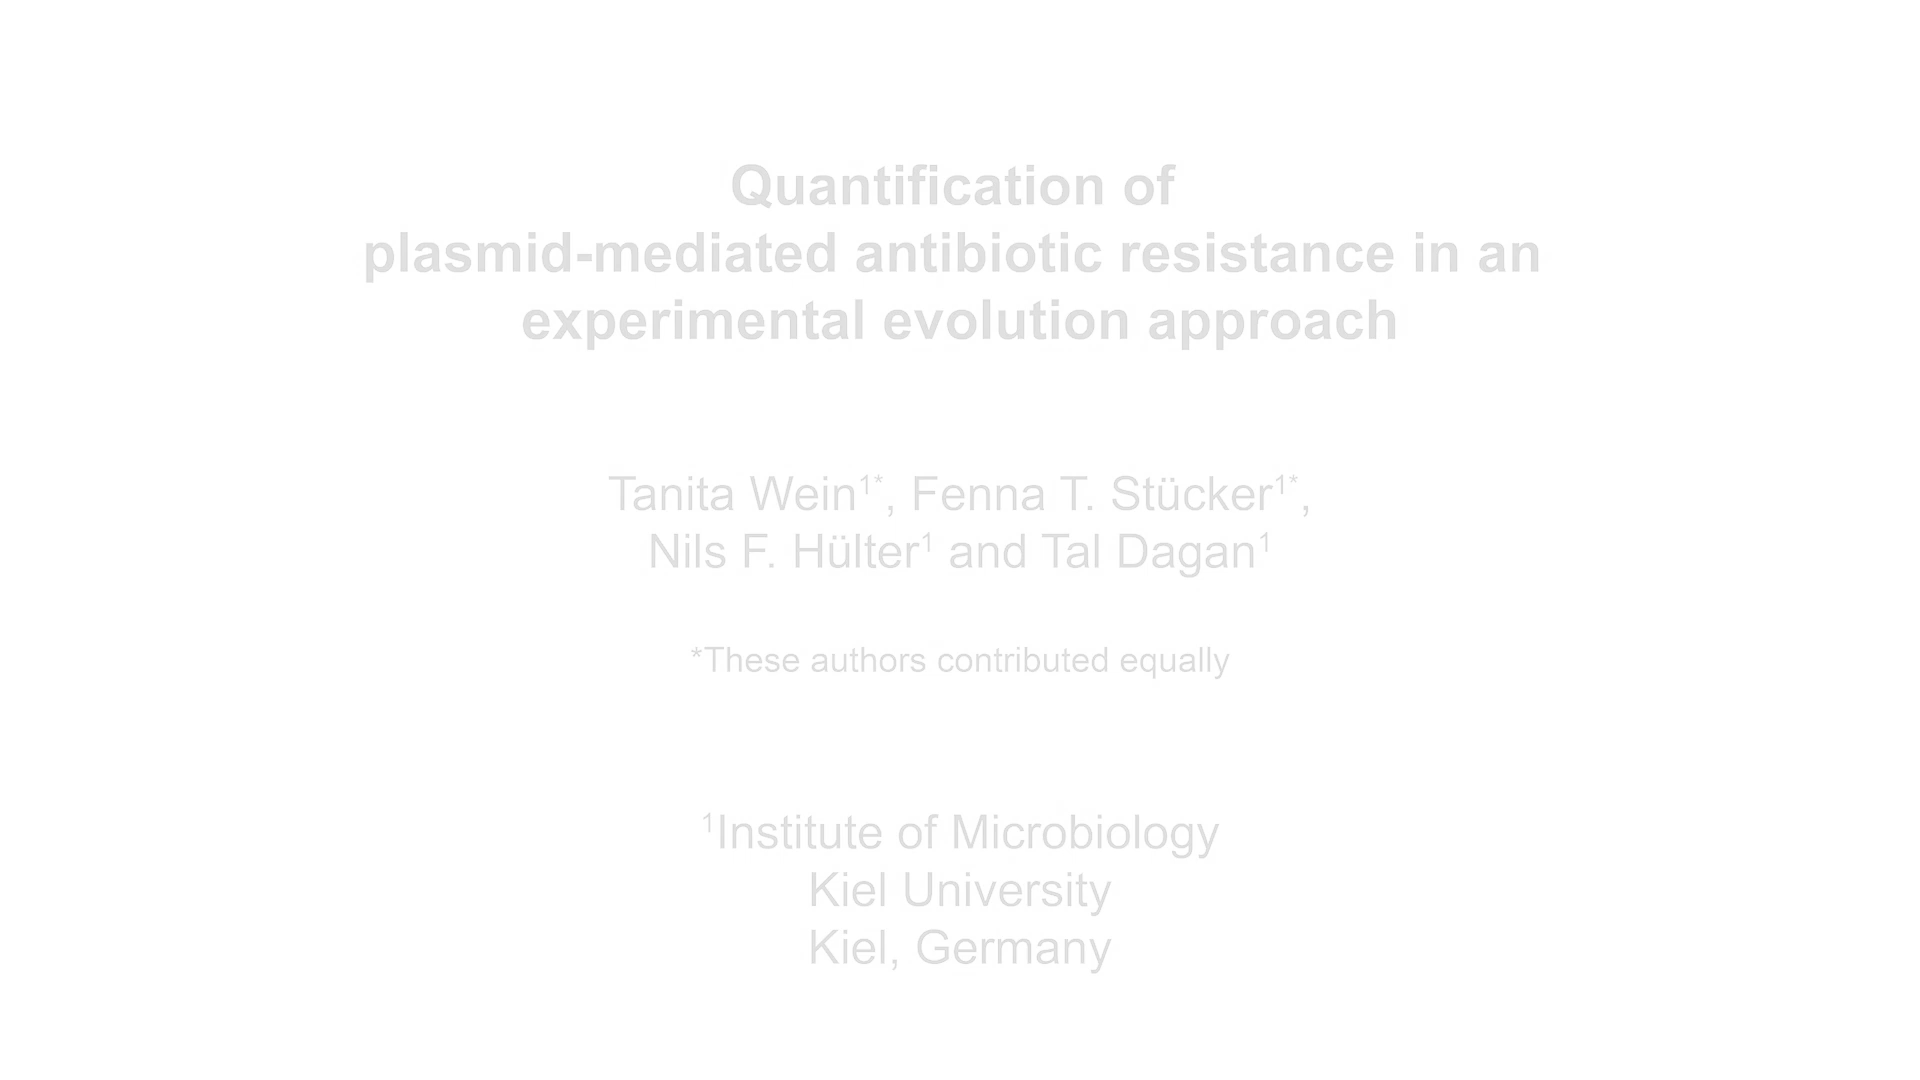 Quantification of
plasmid-mediated antibiotic resistance in an
experimental evolution approach
Tanita Wein¹*, Fenna T. Stücker¹*,
Nils F. Hülter¹ and Tal Dagan¹
*These authors contributed equally
¹Institute of Microbiology
Kiel University
Kiel, Germany